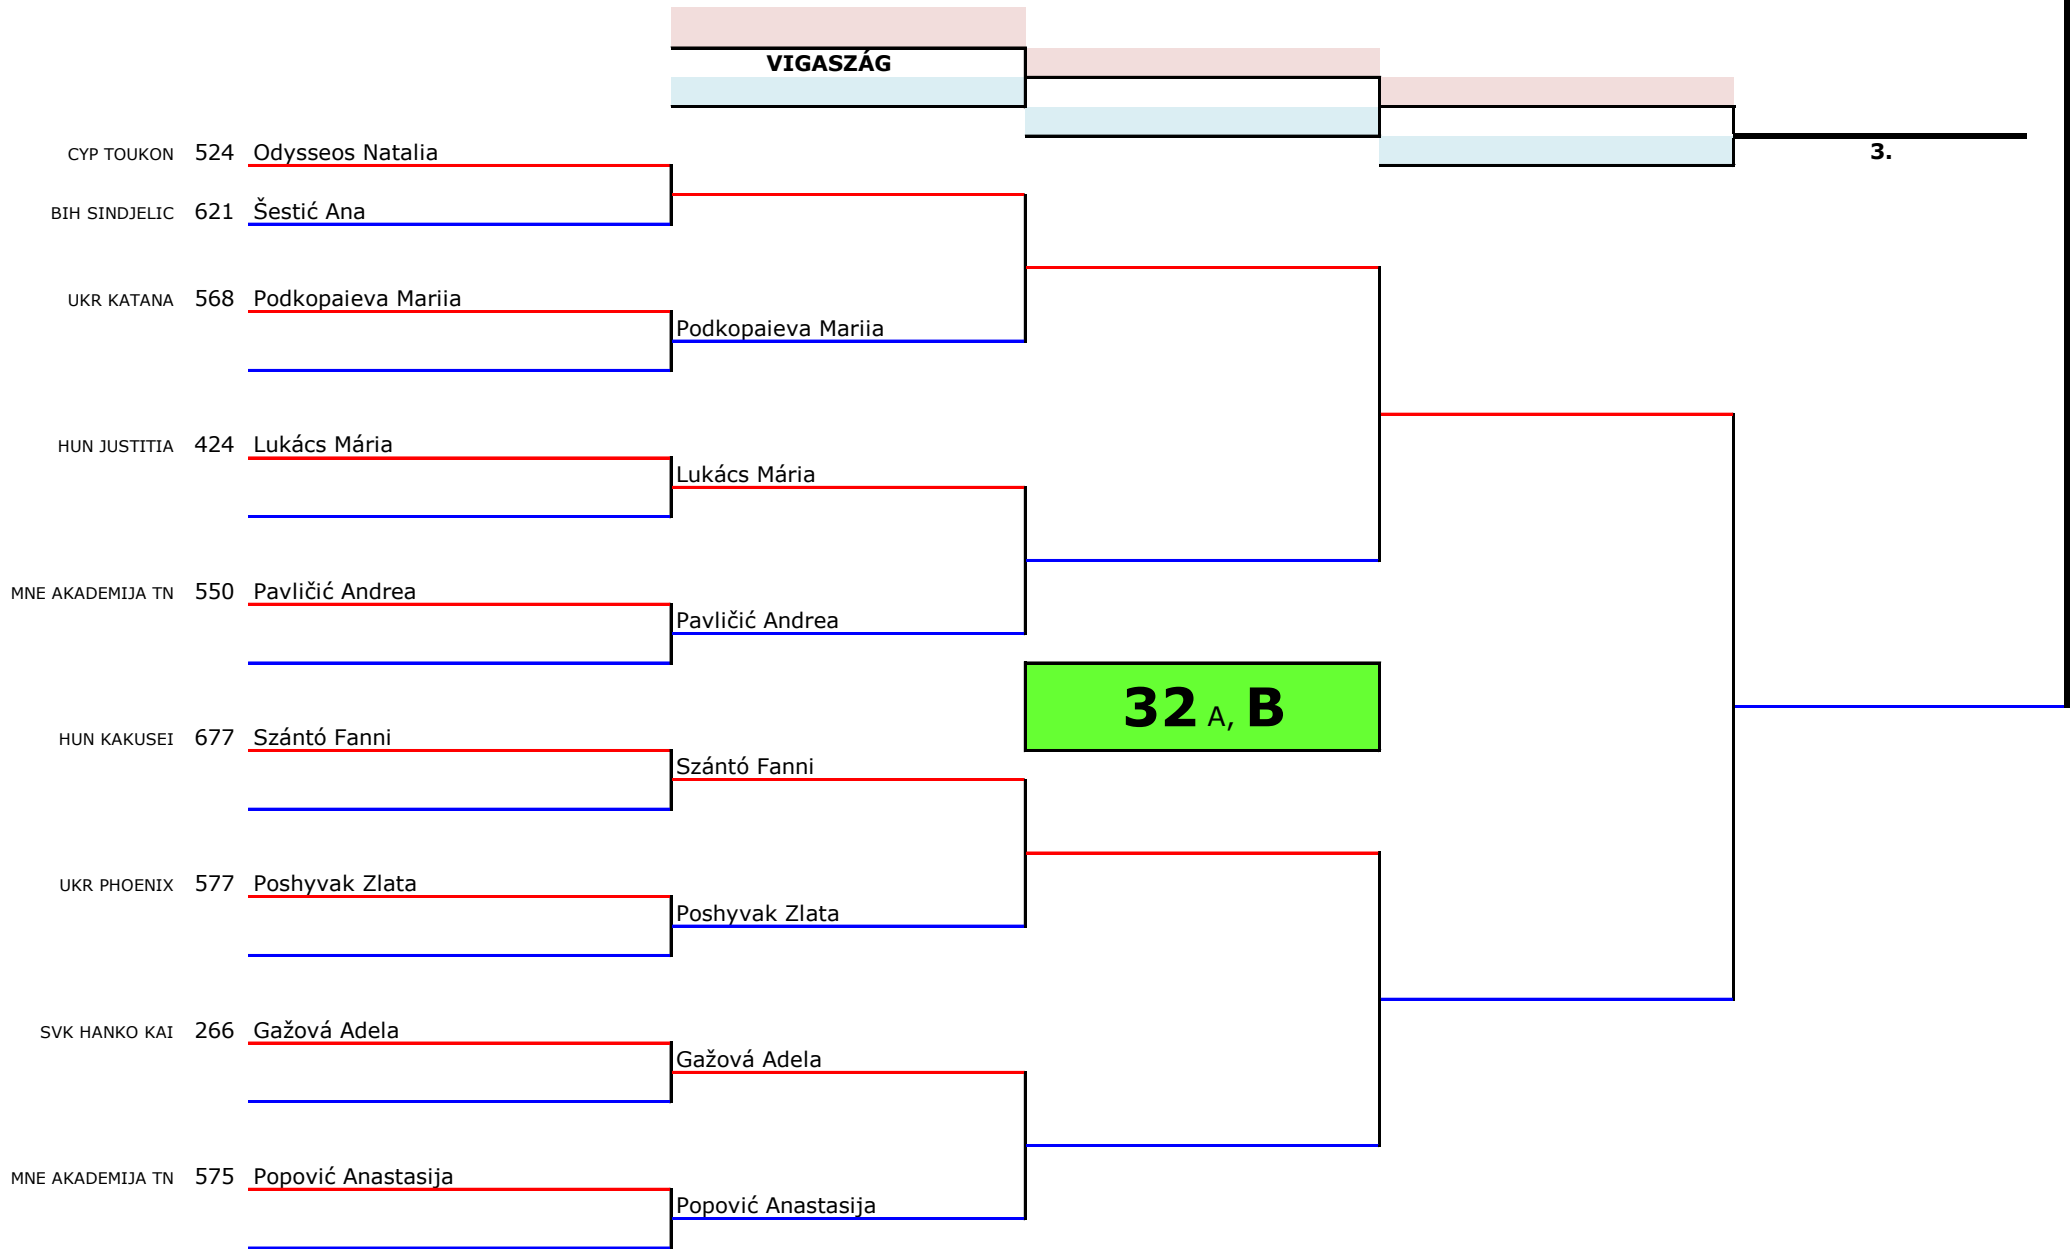 VIGASZÁG
3.
CYP TOUKON 524 Odysseos Natalia
BIH SINDJELIC 621 Šestić Ana
UKR KATANA 568 Podkopaieva Mariia
Podkopaieva Mariia
HUN JUSTITIA 424 Lukács Mária
Lukács Mária
MNE AKADEMIJA TN 550 Pavličić Andrea
Pavličić Andrea
32 A, B
HUN KAKUSEI 677 Szántó Fanni
Szántó Fanni
UKR PHOENIX 577 Poshyvak Zlata
Poshyvak Zlata
SVK HANKO KAI 266 Gažová Adela
Gažová Adela
MNE AKADEMIJA TN 575 Popović Anastasija
Popović Anastasija